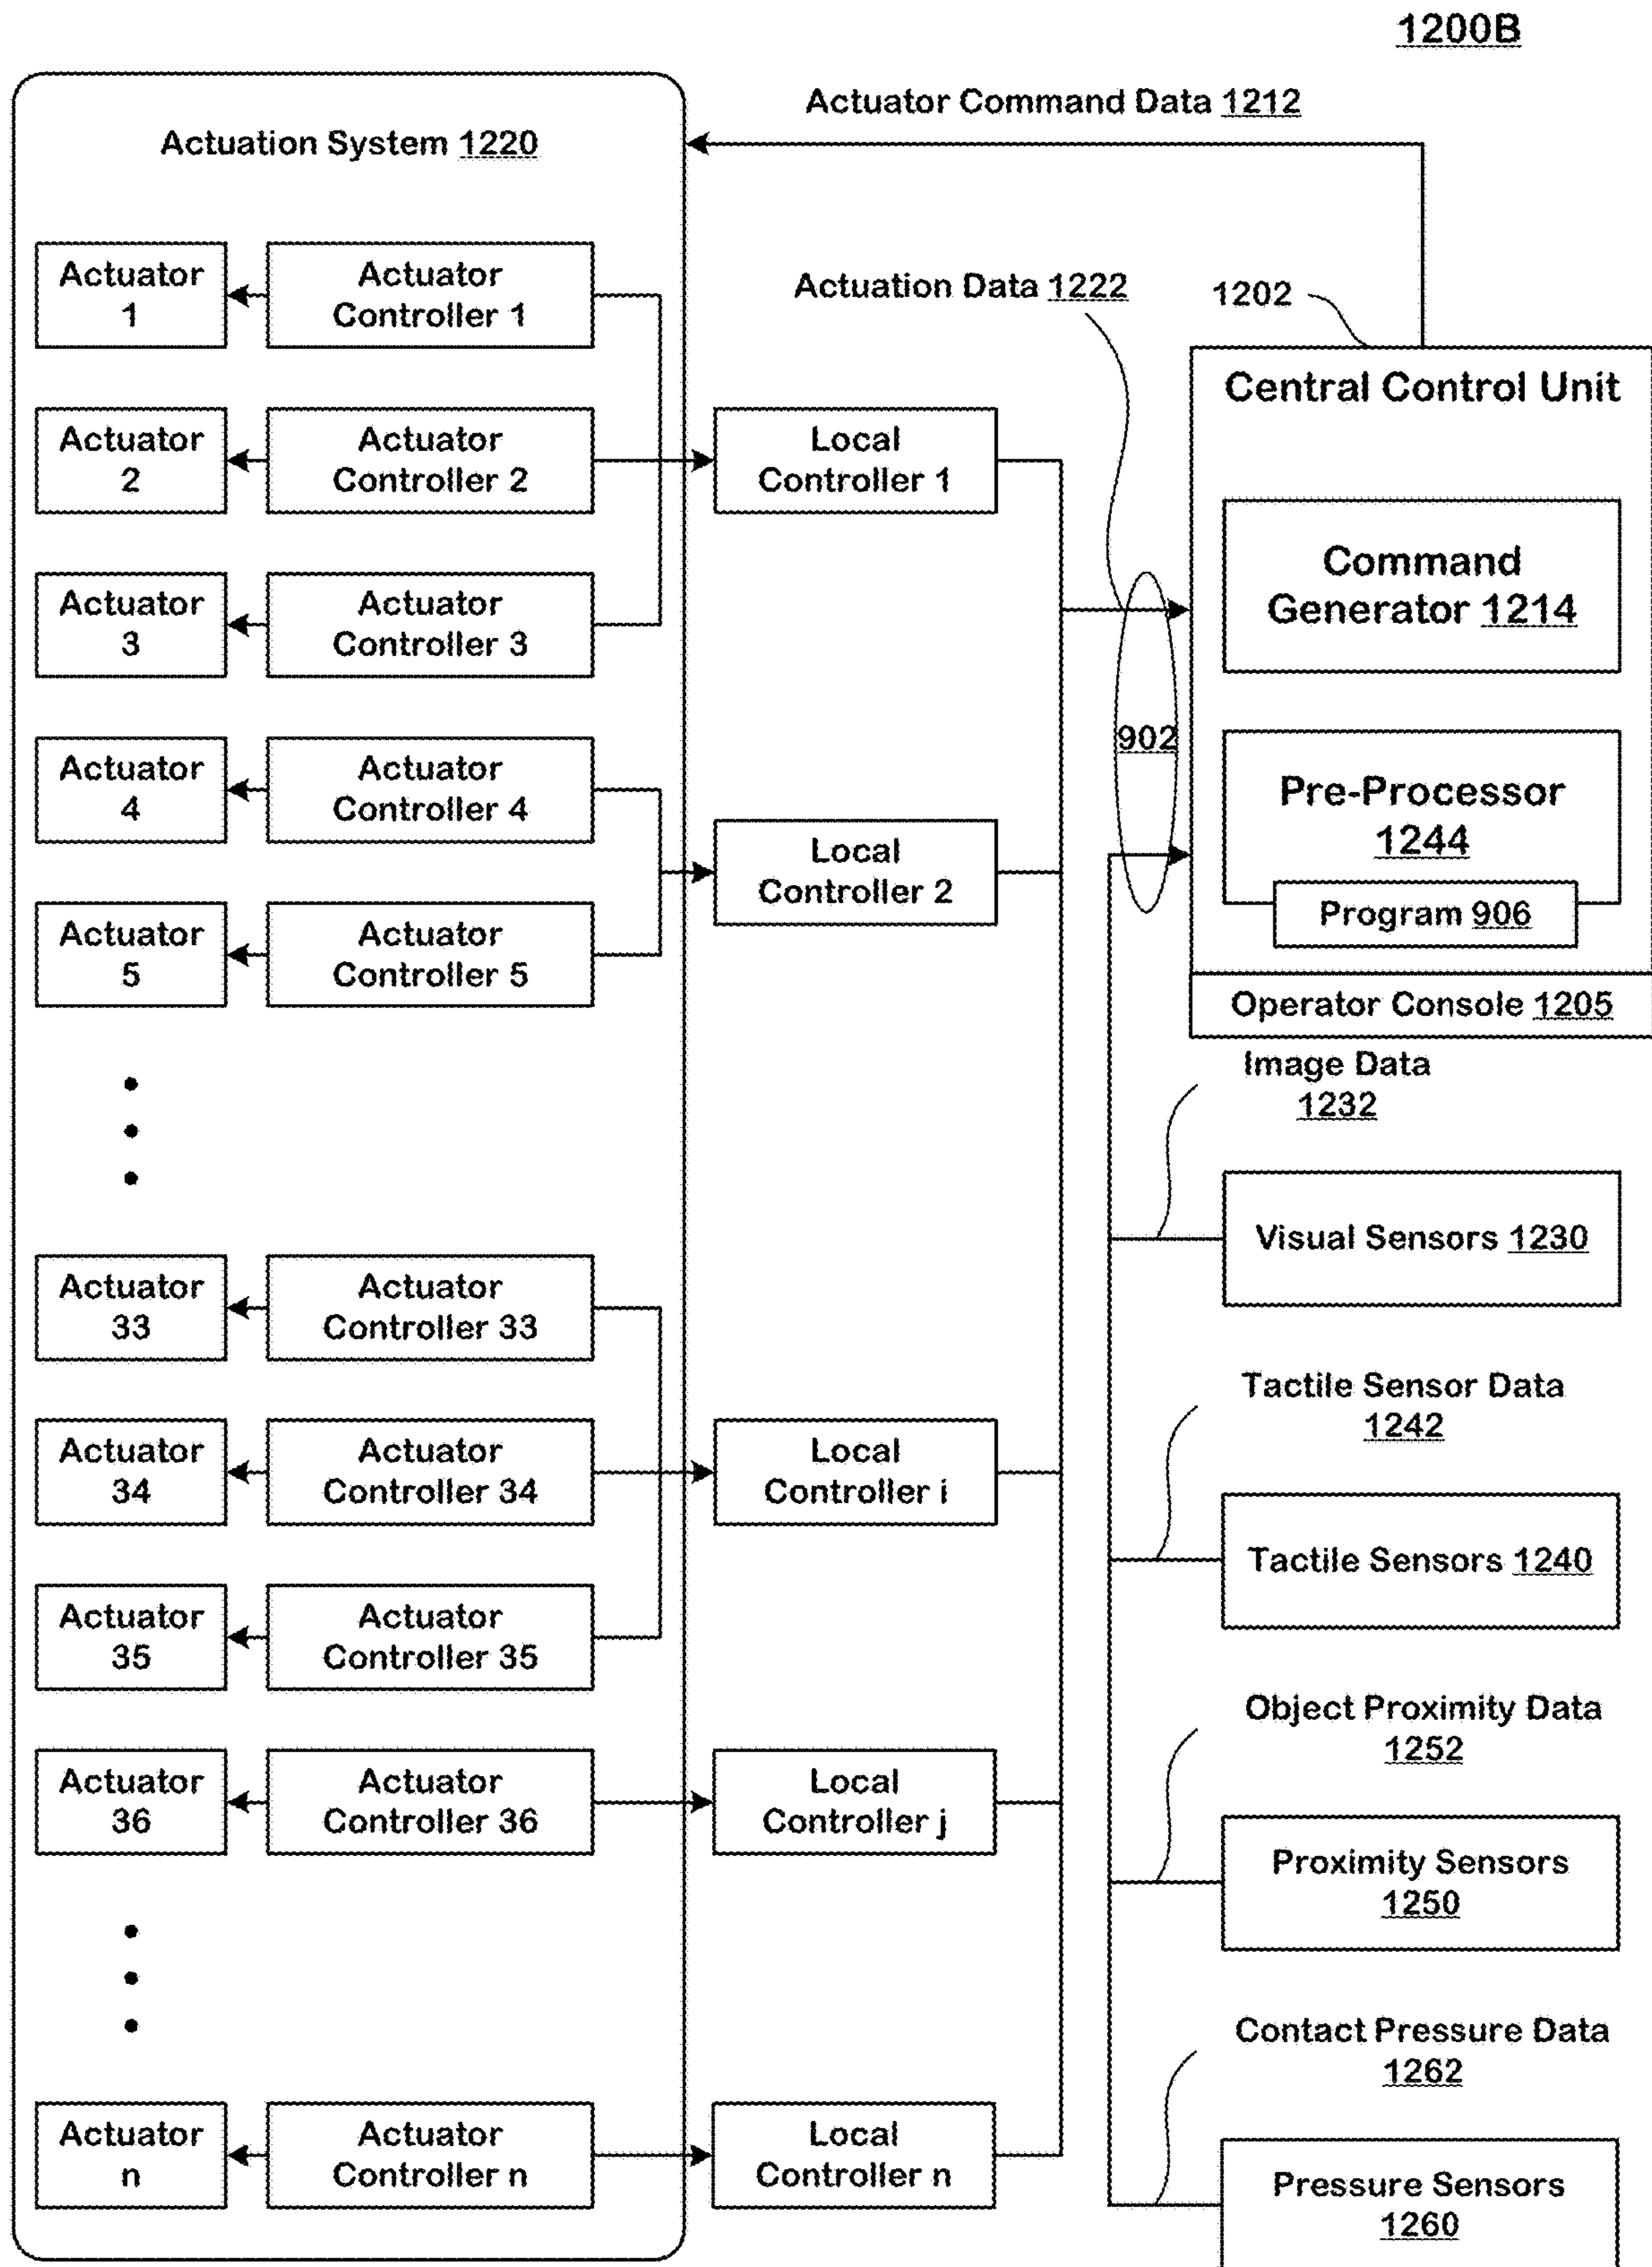 1200B
Actuator Command Data 1212
Actuation System 1220
Actuator
1
Actuator
Controller 1
Actuation Data 1222
1202
Central Control Unit
Actuator
2
Actuator
Controller 2
Local
Controller 1
Command
Generator 1214
Actuator
3
Actuator
Controller 3
902
Actuator
4
Actuator
Controller 4
Pre-Processor
1244
Local
Controller 2
Program 906
Actuator
5
Actuator
Controller 5
Operator Console 1205
Image Data
1232
Visual Sensors 1230
Actuator
33
Actuator
Controller 33
Tactile Sensor Data
1242
Actuator
34
Actuator
Controller 34
Local
Controller i
Tactile Sensors 1240
Actuator
35
Actuator
Controller 35
Object Proximity Data
1252
Actuator
36
Actuator
Controller 36
Local
Controller j
Proximity Sensors
1250
Contact Pressure Data
1262
Actuator
n
Actuator
Controller n
Local
Controller n
Pressure Sensors
1260